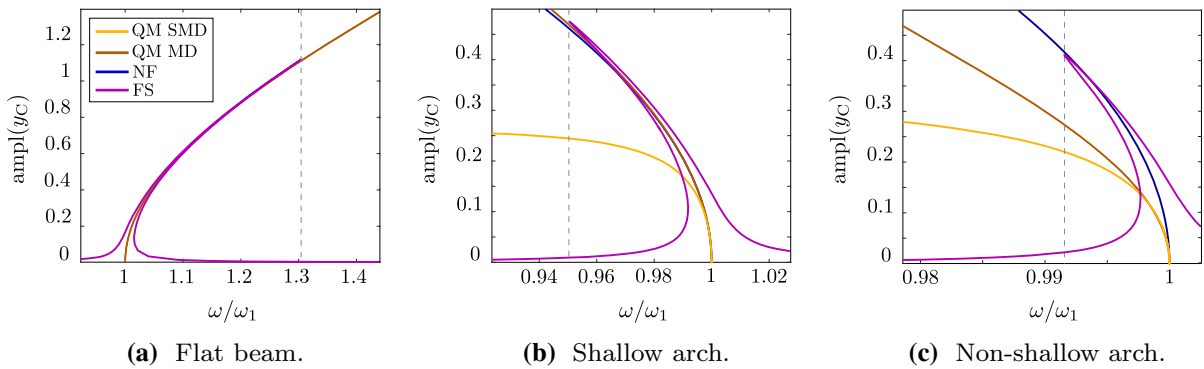 QM SMD
QM MD
NF
FS
ampl(y_C)
1.2
1
0.8
0.6
0.4
0.2
0
1
1.1
1.2
1.3
1.4
ω/ω₁
(a) Flat beam.
ampl(y_C)
0.4
0.3
0.2
0.1
0
0.94
0.96
0.98
1
1.02
ω/ω₁
(b) Shallow arch.
ampl(y_C)
0.4
0.3
0.2
0.1
0
0.98
0.99
1
ω/ω₁
(c) Non-shallow arch.